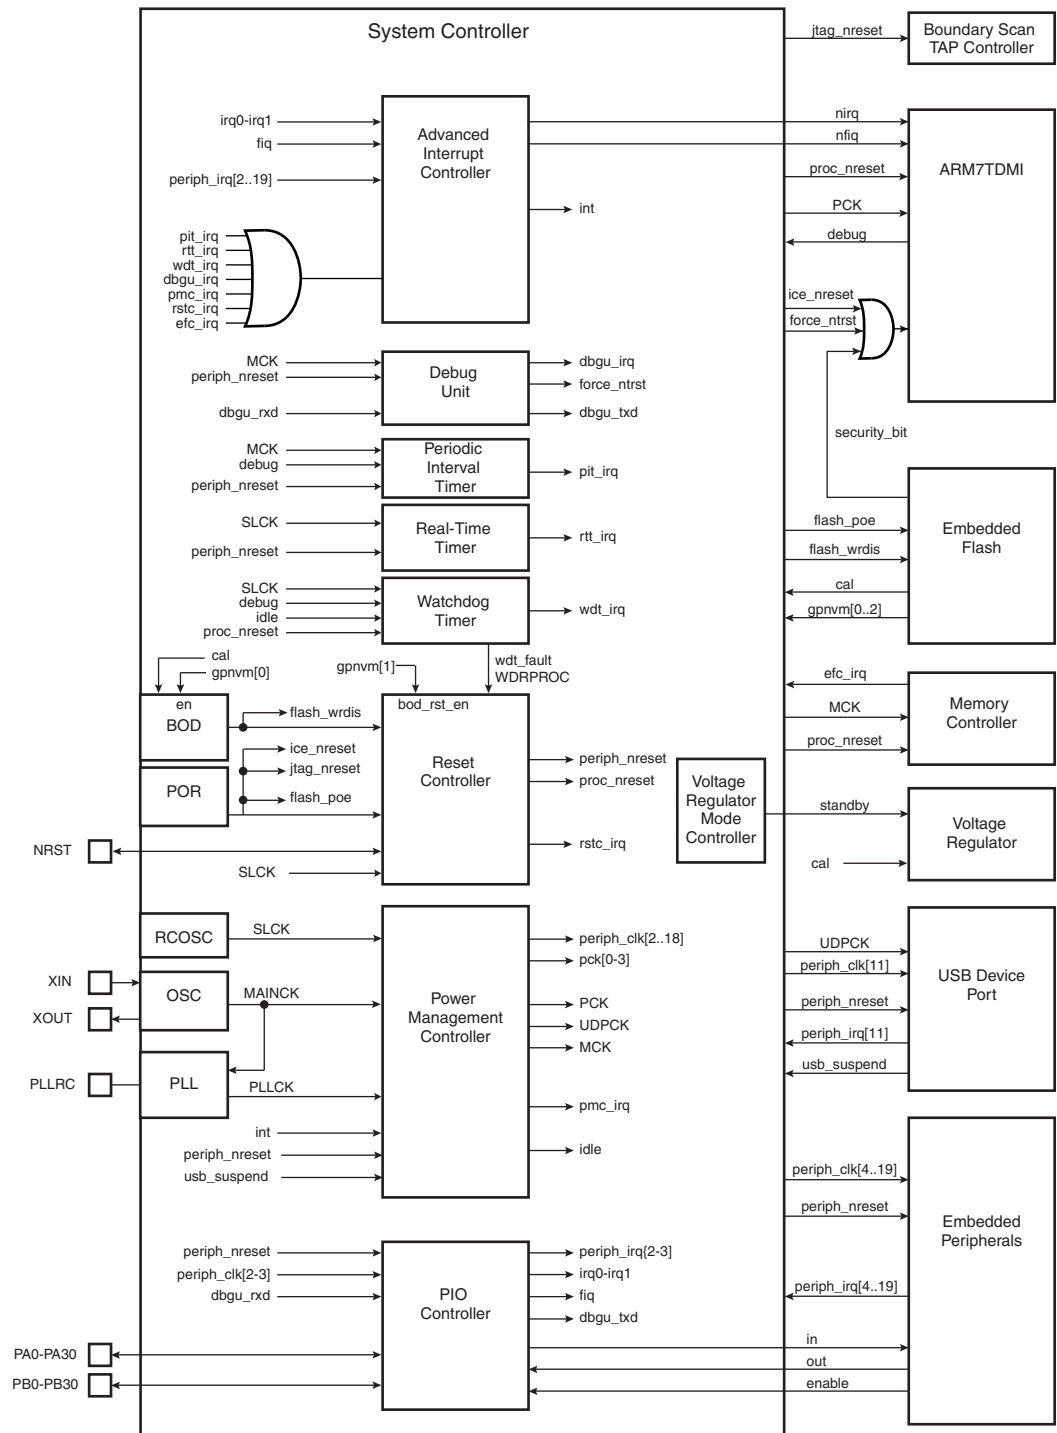 System Controller
jtag_nreset
Boundary Scan
TAP Controller
irq0-irq1
fiq
periph_irq[2..19]
Advanced
Interrupt
Controller
int
nirq
nfiq
proc_nreset
PCK
debug
ARM7TDMI
pit_irq
rtt_irq
wdt_irq
dbgu_irq
pmc_irq
rstc_irq
efc_irq
ice_nreset
force_ntrst
security_bit
MCK
periph_nreset
dbgu_rxd
Debug
Unit
dbgu_irq
force_ntrst
dbgu_txd
MCK
debug
periph_nreset
Periodic
Interval
Timer
pit_irq
SLCK
periph_nreset
Real-Time
Timer
rtt_irq
flash_poe
flash_wrdis
cal
gpnvm[0..2]
Embedded
Flash
SLCK
debug
idle
proc_nreset
Watchdog
Timer
wdt_irq
cal
gpnvm[0]
gpnvm[1]
wdt_fault
WDRPROC
en
BOD
flash_wrdis
bod_rst_en
efc_irq
MCK
proc_nreset
Memory
Controller
POR
ice_nreset
jtag_nreset
flash_poe
Reset
Controller
periph_nreset
proc_nreset
rstc_irq
Voltage
Regulator
Mode
Controller
standby
cal
Voltage
Regulator
NRST
SLCK
RCOSC
SLCK
XIN
XOUT
OSC
MAINCK
PLLRC
PLL
PLLCK
int
periph_nreset
usb_suspend
Power
Management
Controller
periph_clk[2..18]
pck[0-3]
PCK
UDPCK
MCK
pmc_irq
idle
UDPCK
periph_clk[11]
periph_nreset
periph_irq[11]
usb_suspend
USB Device
Port
periph_clk[4..19]
periph_nreset
periph_irq[4..19]
in
out
enable
Embedded
Peripherals
periph_nreset
periph_clk[2-3]
dbgu_rxd
PIO
Controller
periph_irq{2-3]
irq0-irq1
fiq
dbgu_txd
PA0-PA30
PB0-PB30